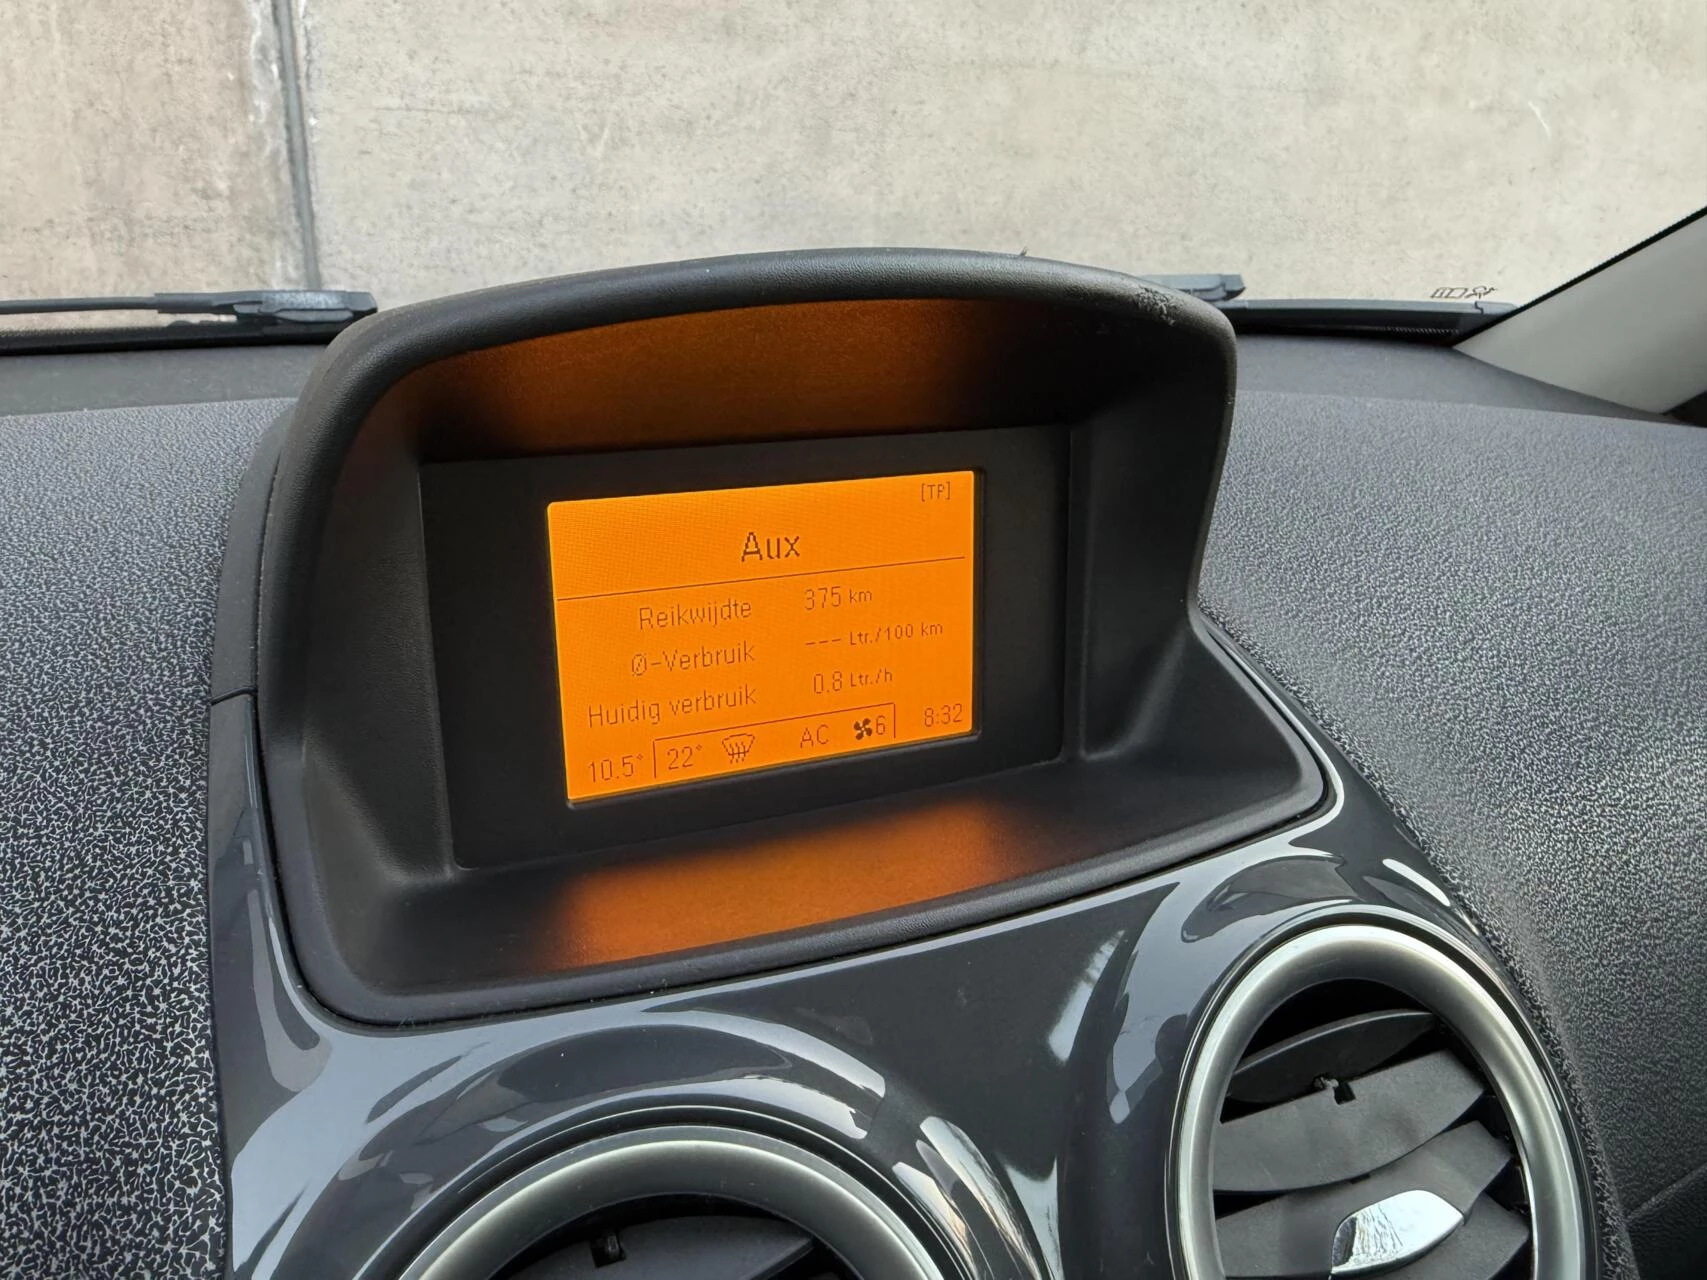 [TP]
Aux
Reikwijdte 375 km
Ø-Verbruik --- Ltr./100 km
Huidig verbruik 0.8 Ltr./h
10.5° 22° AC 6 8:32